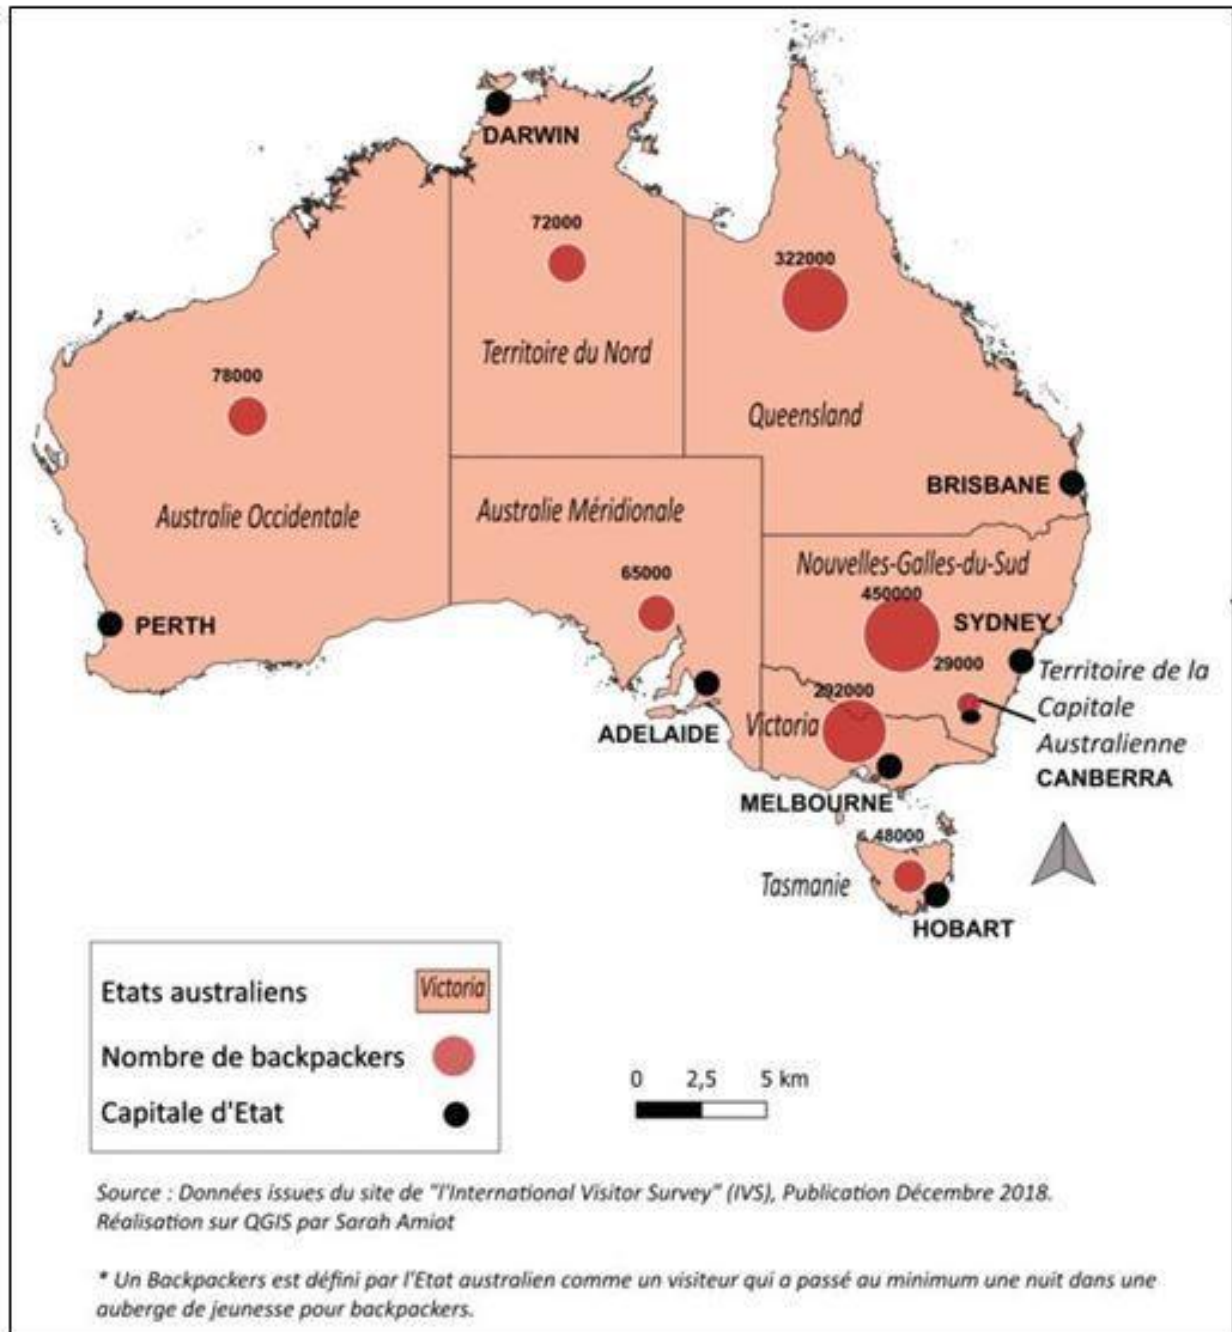 DARWIN
72000
322000
Territoire du Nord
78000
Queensland
BRISBANE
Australie Occidentale
Australie Méridionale
Nouvelles-Galles-du-Sud
65000
450000
PERTH
SYDNEY
29000
Territoire de la
Capitale
Australienne
CANBERRA
292000
Victoria
ADELAIDE
MELBOURNE
48000
Tasmanie
HOBART
Etats australiens
Victoria
Nombre de backpackers
Capitale d'Etat
0 2,5 5 km
Source : Données issues du site de "l'International Visitor Survey" (IVS), Publication Décembre 2018.
Réalisation sur QGIS par Sarah Amiot
* Un Backpackers est défini par l'Etat australien comme un visiteur qui a passé au minimum une nuit dans une
auberge de jeunesse pour backpackers.